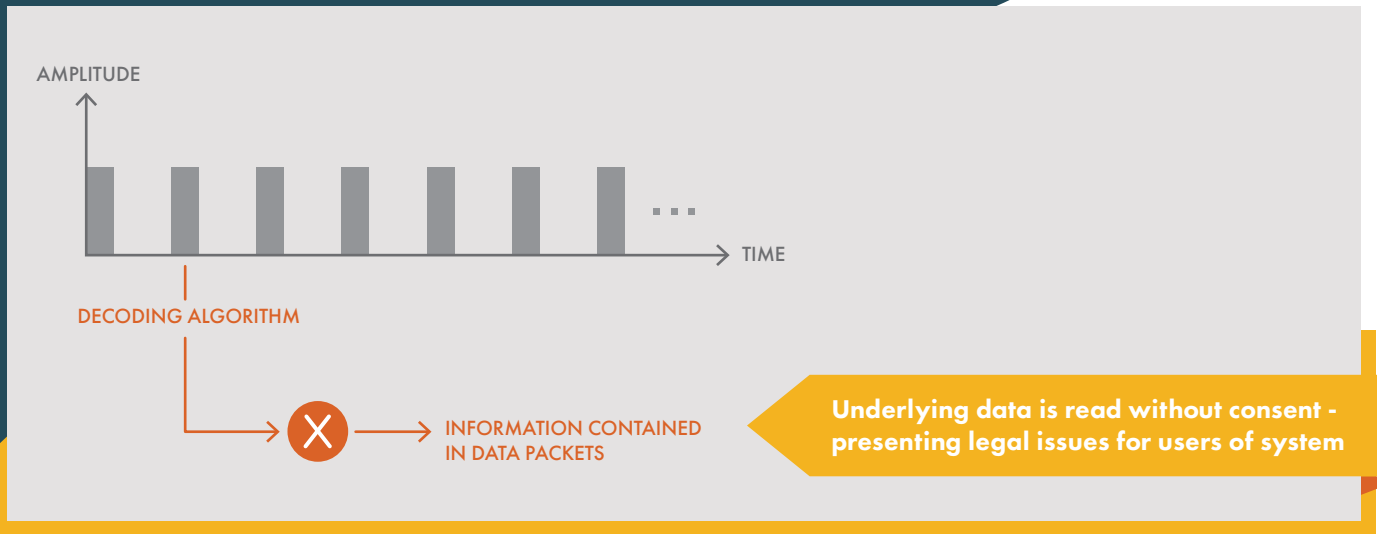 AMPLITUDE
TIME
DECODING ALGORITHM
X
INFORMATION CONTAINED
IN DATA PACKETS
Underlying data is read without consent -
presenting legal issues for users of system